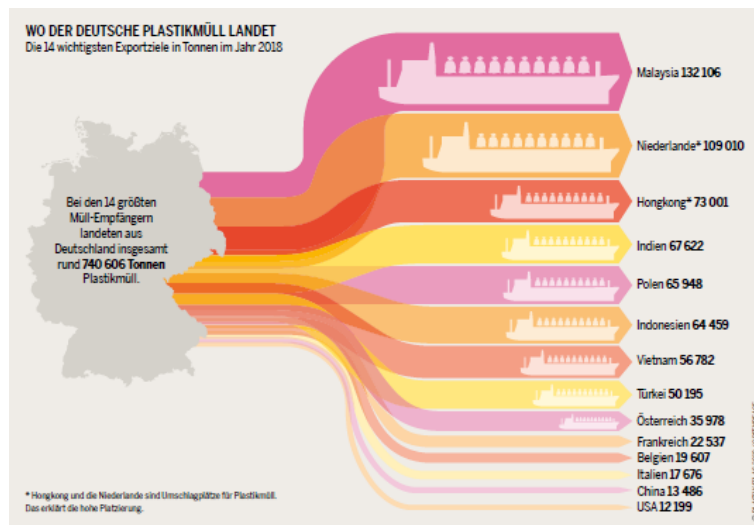 WO DER DEUTSCHE PLASTIKMÜLL LANDET
Die 14 wichtigsten Exportziele in Tonnen im Jahr 2018
Bei den 14 größten
Müll-Empfängern
landeten aus
Deutschland insgesamt
rund 740 606 Tonnen
Plastikmüll.
Malaysia 132 106
Niederlande* 109 010
Hongkong* 73 001
Indien 67 622
Polen 65 948
Indonesien 64 459
Vietnam 56 782
Türkei 50 195
Österreich 35 978
Frankreich 22 537
Belgien 19 607
Italien 17 676
China 13 486
USA 12 199
* Hongkong und die Niederlande sind Umschlagplätze für Plastikmüll.
Das erklärt die hohe Platzierung.